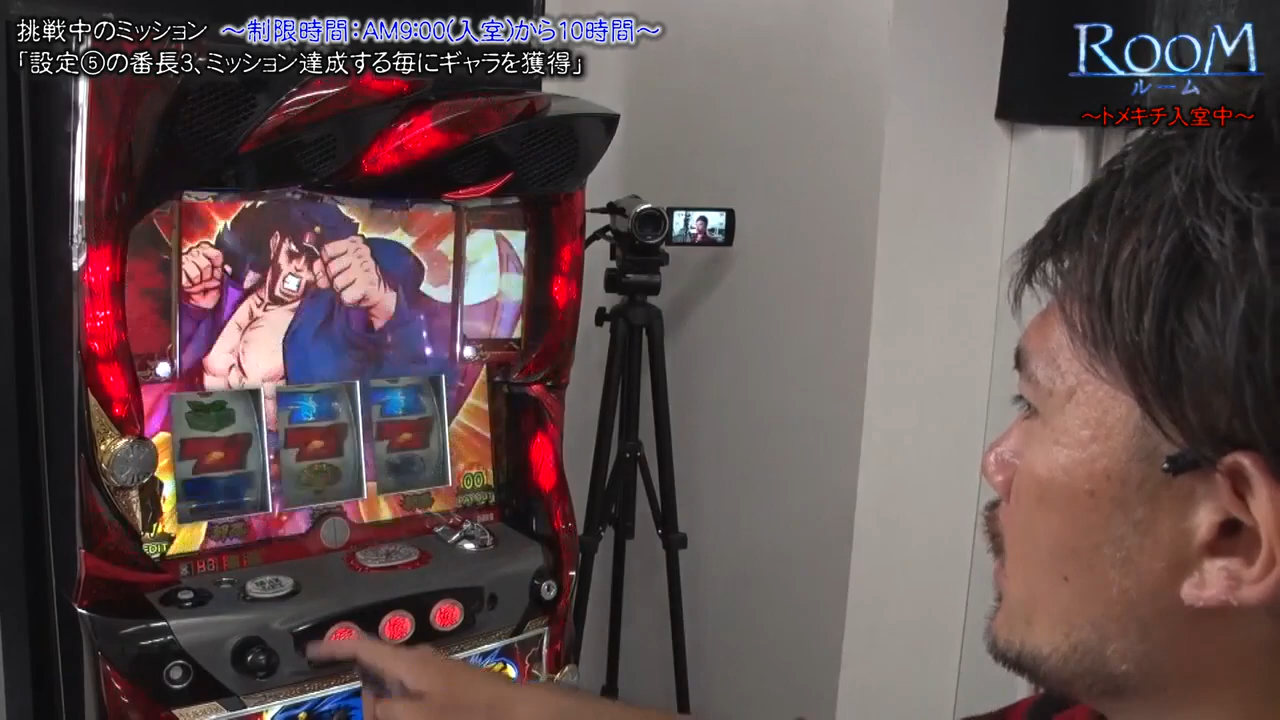 挑戦中のミッション ～制限時間：AM9:00(入室)から10時間～
「設定⑤の番長3、ミッション達成する毎にギャラを獲得」
ROOM
ルーム
～トメキチ入室中～